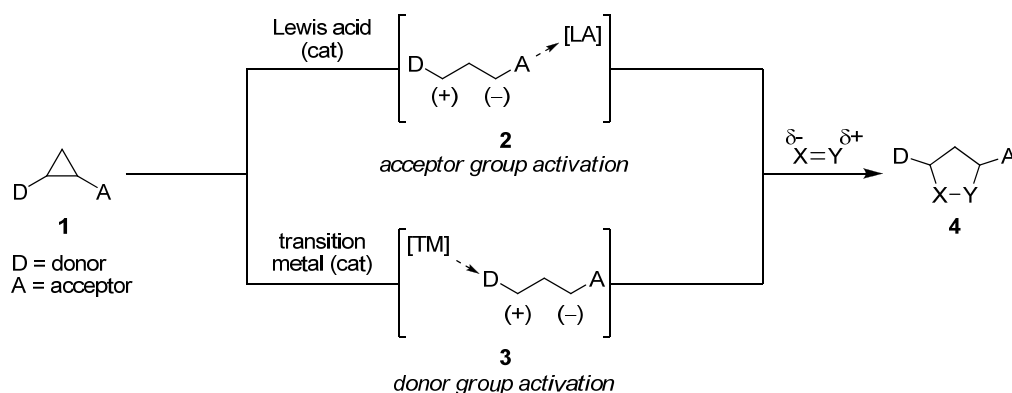 Lewis acid
(cat)
D
A
[LA]
(+)
(–)
2
acceptor group activation
D
A
1
D = donor
A = acceptor
transition
metal (cat)
[TM]
D
A
(+)
(–)
3
donor group activation
δ- δ+
X=Y
D
A
X–Y
4